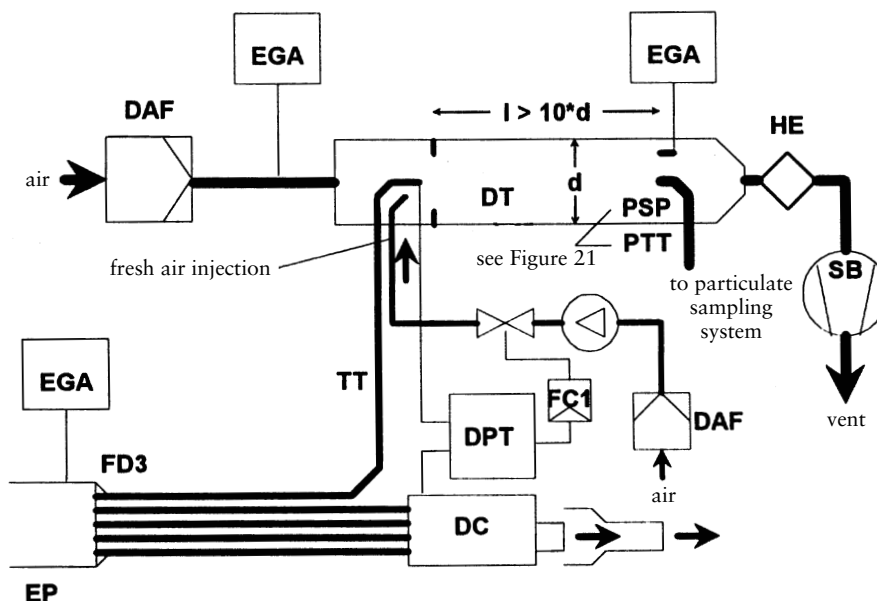 EGA
EGA
DAF
l > 10*d
HE
air
d
DT
PSP
PTT
see Figure 21
fresh air injection
to particulate
sampling
system
SB
EGA
TT
FC1
DAF
vent
DPT
FD3
air
DC
EP